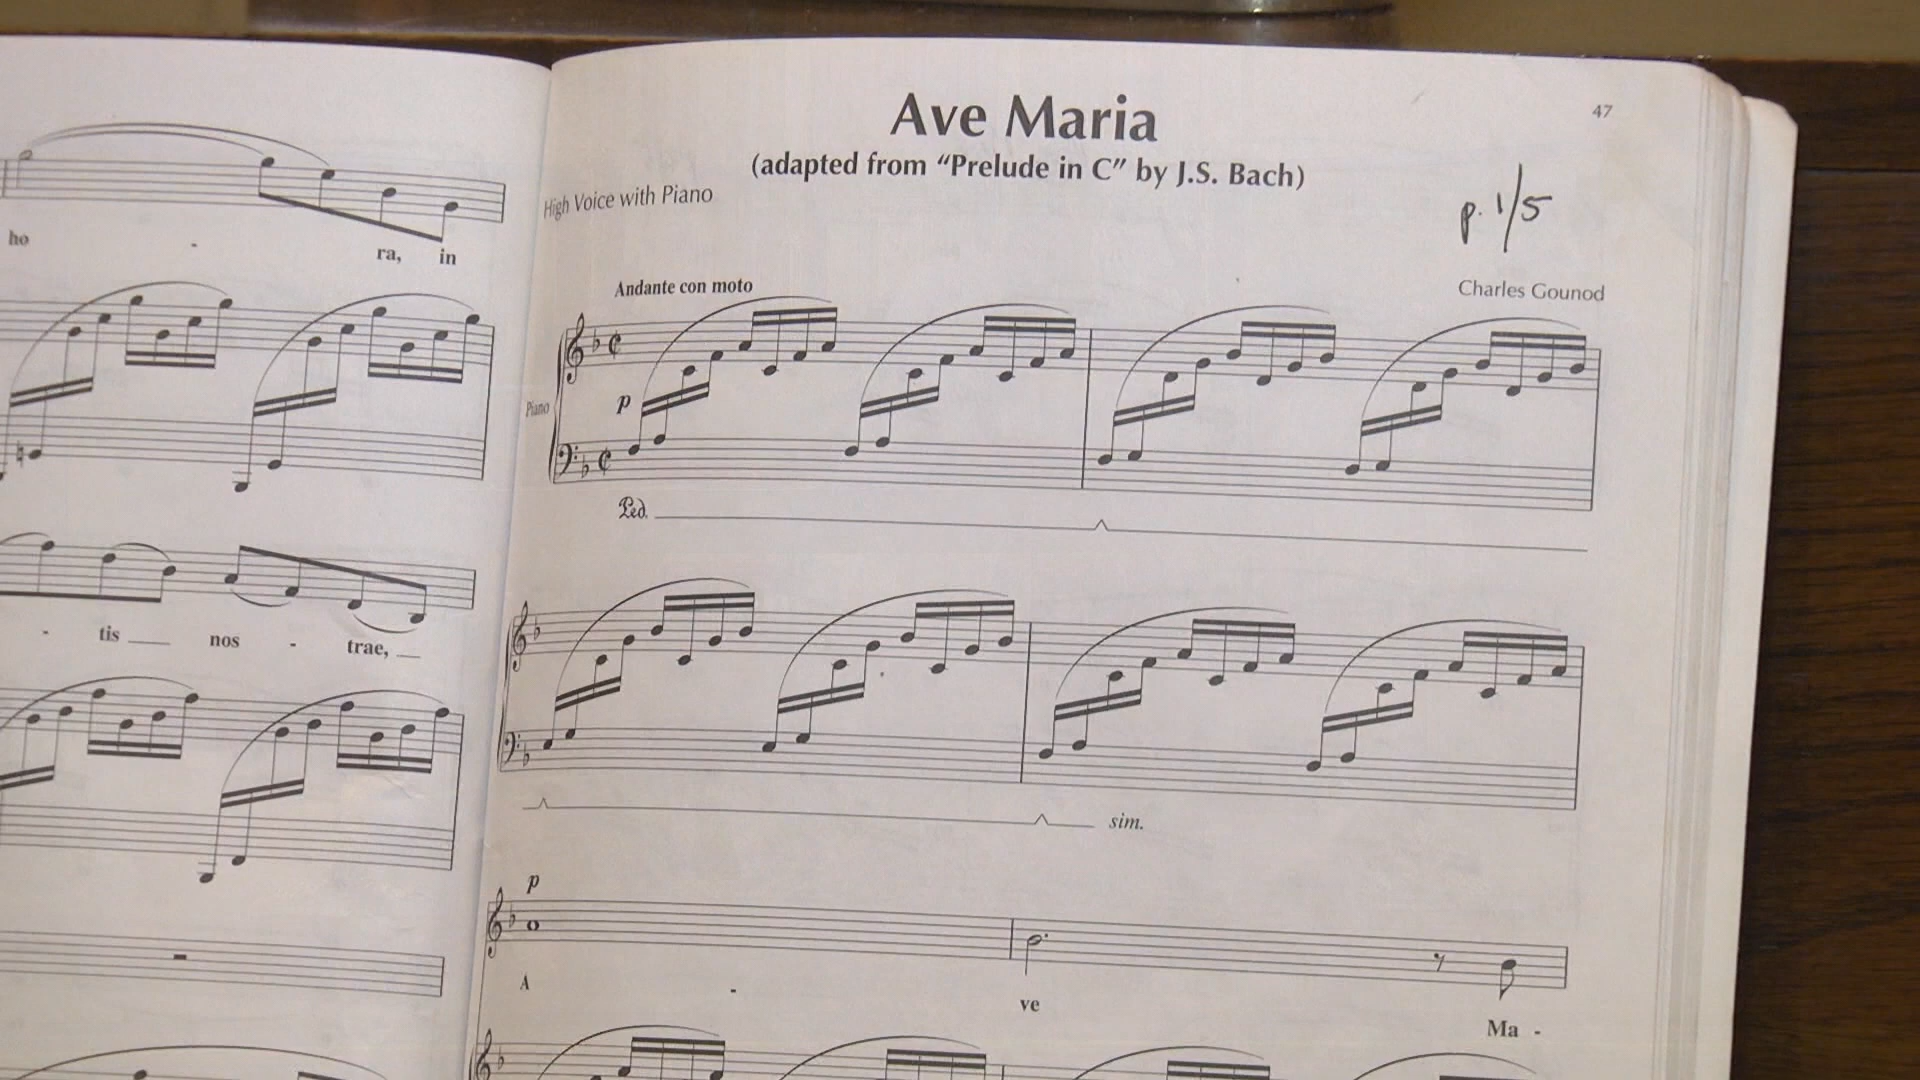 ho - ra, in
- tis nos - trae,
47
Ave Maria
(adapted from “Prelude in C” by J.S. Bach)
High Voice with Piano
p. 1/5
Charles Gounod
Andante con moto
Piano
p
Ped.
sim.
p
A - ve Ma -